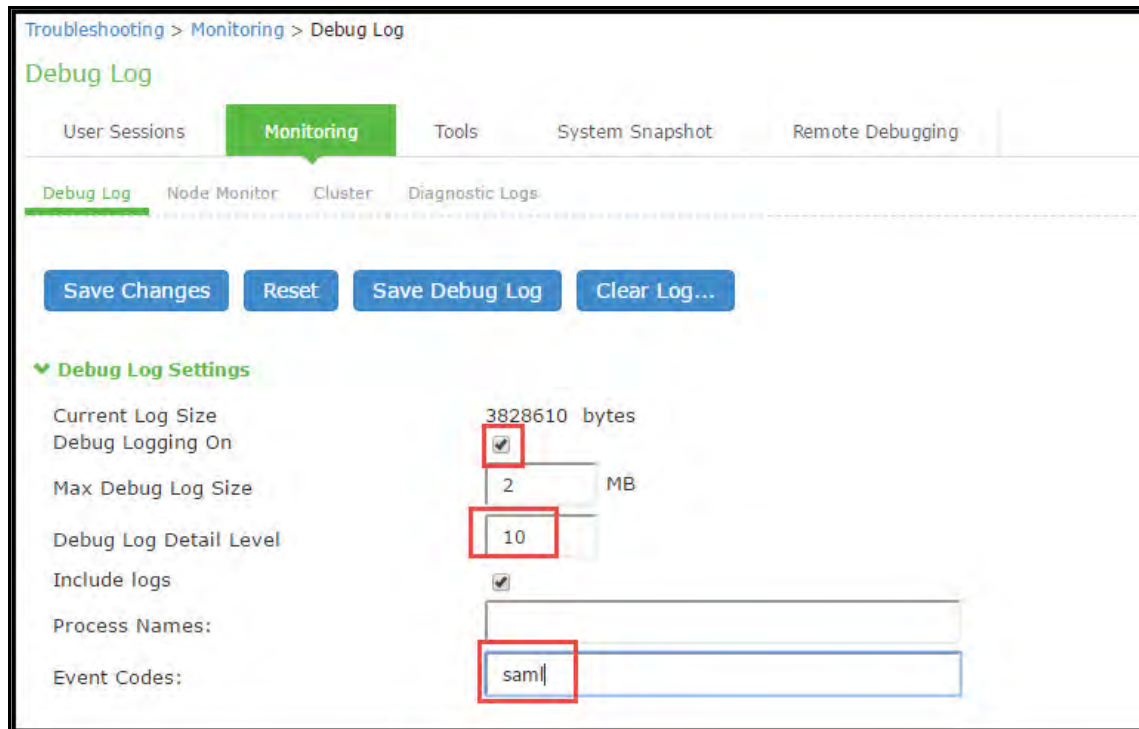 Troubleshooting > Monitoring > Debug Log
Debug Log
User Sessions Monitoring Tools System Snapshot Remote Debugging
Debug Log Node Monitor Cluster Diagnostic Logs
Save Changes Reset Save Debug Log Clear Log...
Debug Log Settings
Current Log Size 3828610 bytes
Debug Logging On
Max Debug Log Size 2 MB
Debug Log Detail Level 10
Include logs
Process Names:
Event Codes: saml